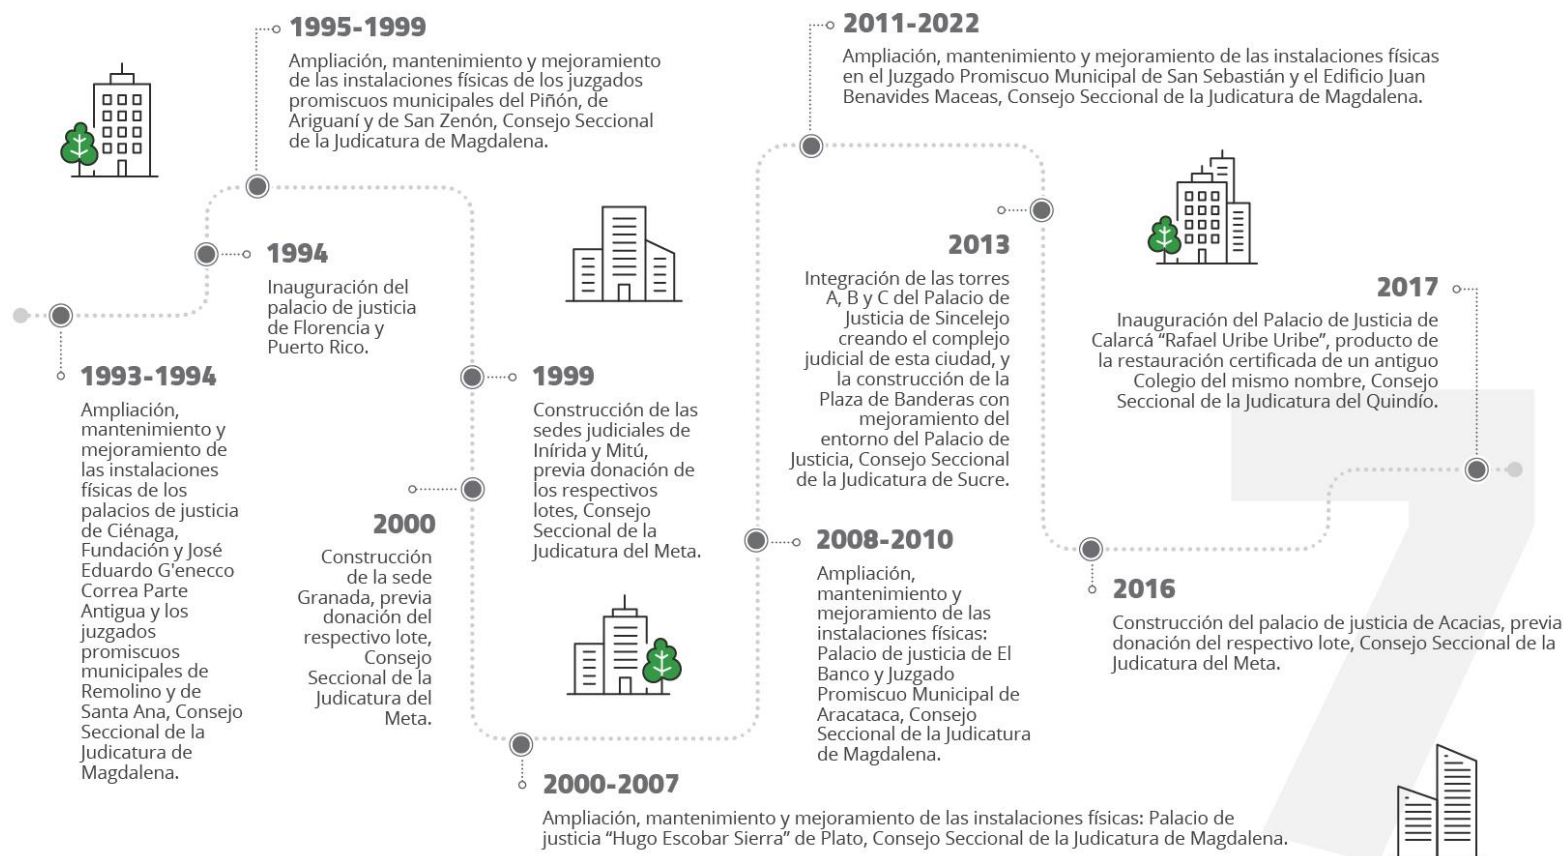 1993-1994
Ampliación,
mantenimiento y
mejoramiento de
las instalaciones
físicas de los
palacios de justicia
de Ciénaga,
Fundación y José
Eduardo G'enecco
Correa Parte
Antigua y los
juzgados
promiscuos
municipales de
Remolino y de
Santa Ana, Consejo
Seccional de la
Judicatura de
Magdalena.
1994
Inauguración del
palacio de justicia
de Florencia y
Puerto Rico.
1995-1999
Ampliación, mantenimiento y mejoramiento
de las instalaciones físicas de los juzgados
promiscuos municipales del Piñón, de
Ariguaní y de San Zenón, Consejo Seccional
de la Judicatura de Magdalena.
1999
Construcción de las
sedes judiciales de
Inírida y Mitú,
previa donación de
los respectivos
lotes, Consejo
Seccional de la
Judicatura del Meta.
2000
Construcción
de la sede
Granada, previa
donación del
respectivo lote,
Consejo
Seccional de la
Judicatura del
Meta.
2000-2007
Ampliación, mantenimiento y mejoramiento de las instalaciones físicas: Palacio de
justicia “Hugo Escobar Sierra” de Plato, Consejo Seccional de la Judicatura de Magdalena.
2008-2010
Ampliación,
mantenimiento y
mejoramiento de las
instalaciones físicas:
Palacio de justicia de El
Banco y Juzgado
Promiscuo Municipal de
Aracataca, Consejo
Seccional de la Judicatura
de Magdalena.
2011-2022
Ampliación, mantenimiento y mejoramiento de las instalaciones físicas
en el Juzgado Promiscuo Municipal de San Sebastián y el Edificio Juan
Benavides Maceas, Consejo Seccional de la Judicatura de Magdalena.
2013
Integración de las torres
A, B y C del Palacio de
Justicia de Sincelejo
creando el complejo
judicial de esta ciudad, y
la construcción de la
Plaza de Banderas con
mejoramiento del
entorno del Palacio de
Justicia, Consejo Seccional
de la Judicatura de Sucre.
2016
Construcción del palacio de justicia de Acacias, previa
donación del respectivo lote, Consejo Seccional de la
Judicatura del Meta.
2017
Inauguración del Palacio de Justicia de
Calarcá “Rafael Uribe Uribe”, producto de
la restauración certificada de un antiguo
Colegio del mismo nombre, Consejo
Seccional de la Judicatura del Quindío.
7